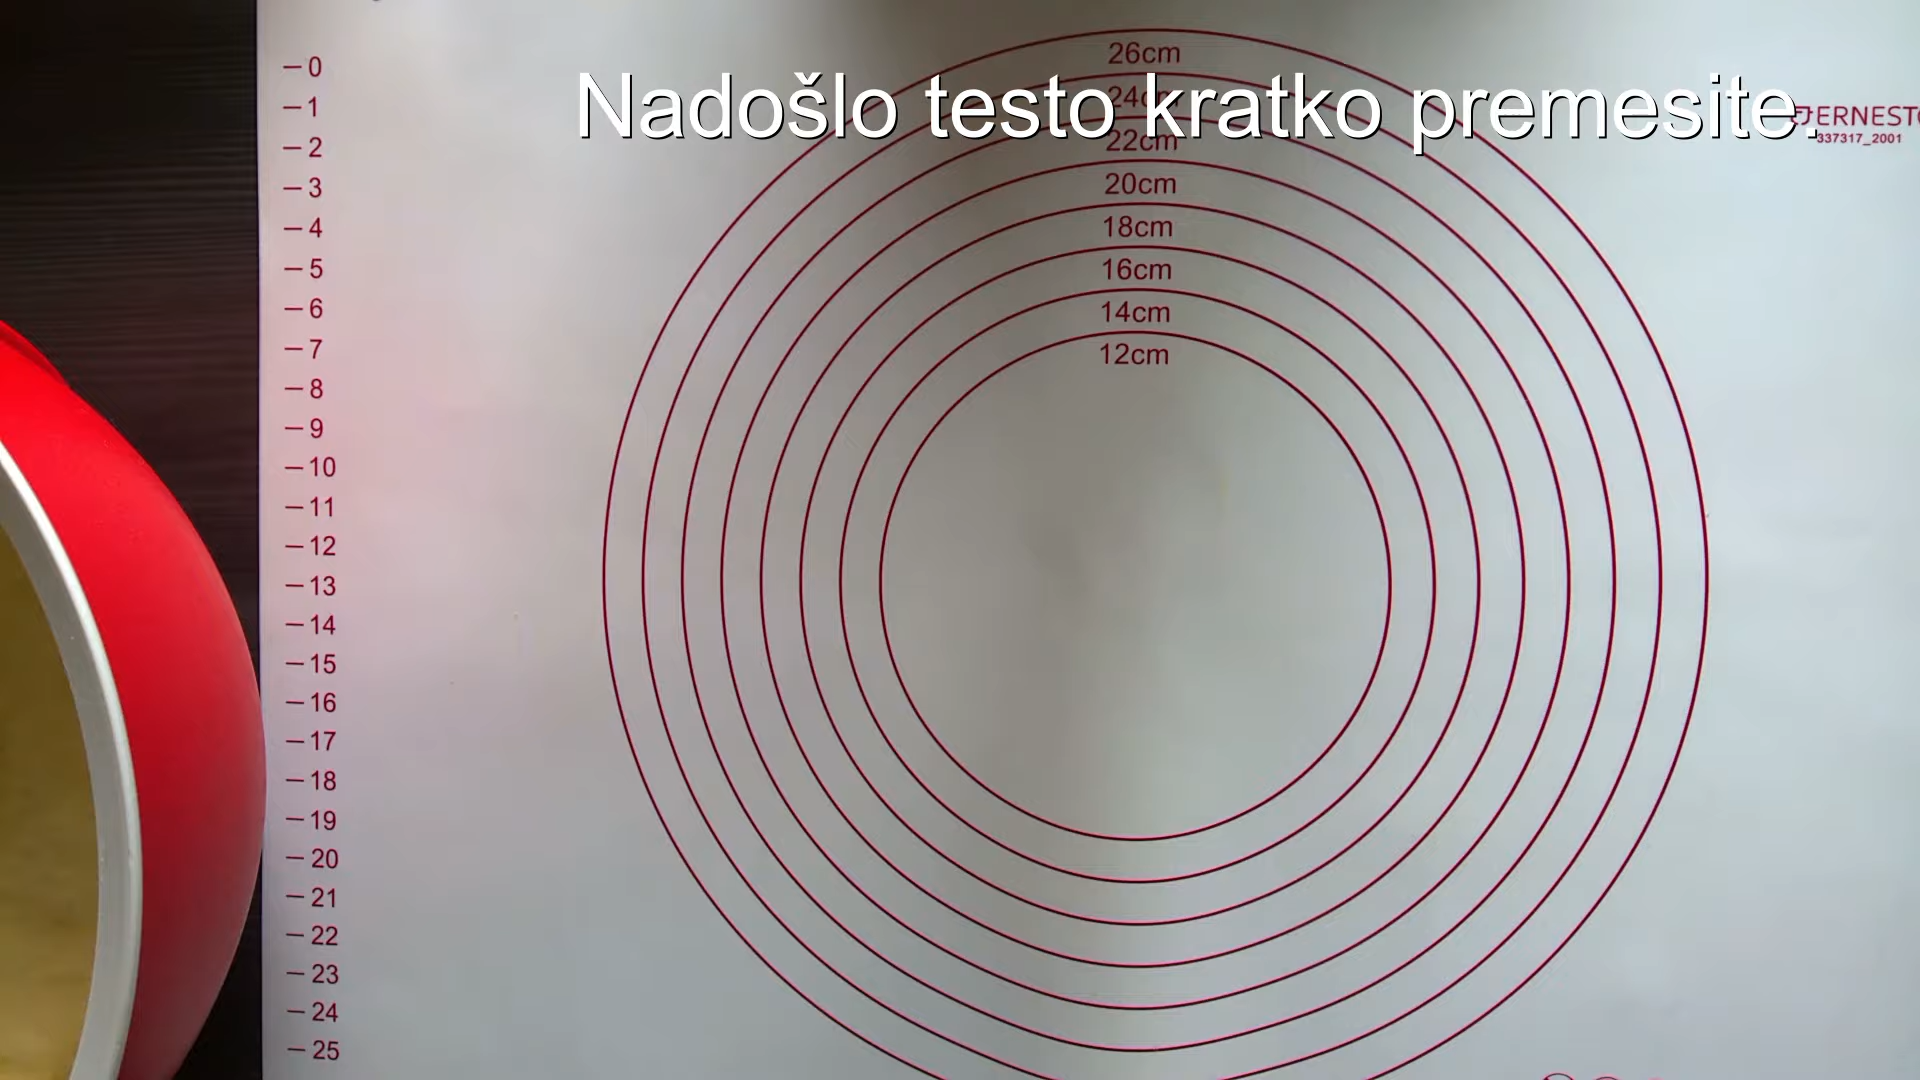 26cm
Nadošlo testo kratko premesite.
24cm
22cm
20cm
18cm
16cm
14cm
12cm
ERNESTO
337317_2001
0
1
2
3
4
5
6
7
8
9
10
11
12
13
14
15
16
17
18
19
20
21
22
23
24
25